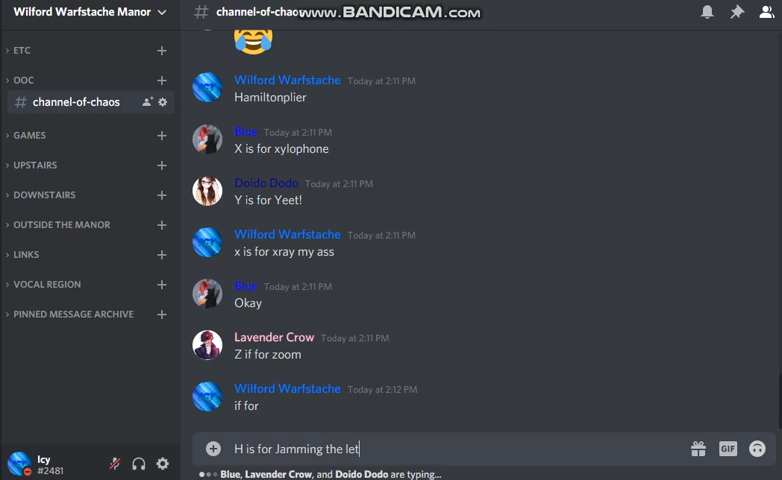 Wilford Warfstache Manor
# channel-of-chaos
www.BANDICAM.com
ETC
OOC
# channel-of-chaos
GAMES
UPSTAIRS
DOWNSTAIRS
OUTSIDE THE MANOR
LINKS
VOCAL REGION
PINNED MESSAGE ARCHIVE
Icy
#2481
Wilford Warfstache Today at 2:11 PM
Hamiltonplier
Blue Today at 2:11 PM
X is for xylophone
Doido Dodo Today at 2:11 PM
Y is for Yeet!
Wilford Warfstache Today at 2:11 PM
x is for xray my ass
Blue Today at 2:11 PM
Okay
Lavender Crow Today at 2:11 PM
Z if for zoom
Wilford Warfstache Today at 2:12 PM
if for
H is for Jamming the let
GIF
Blue, Lavender Crow, and Doido Dodo are typing...